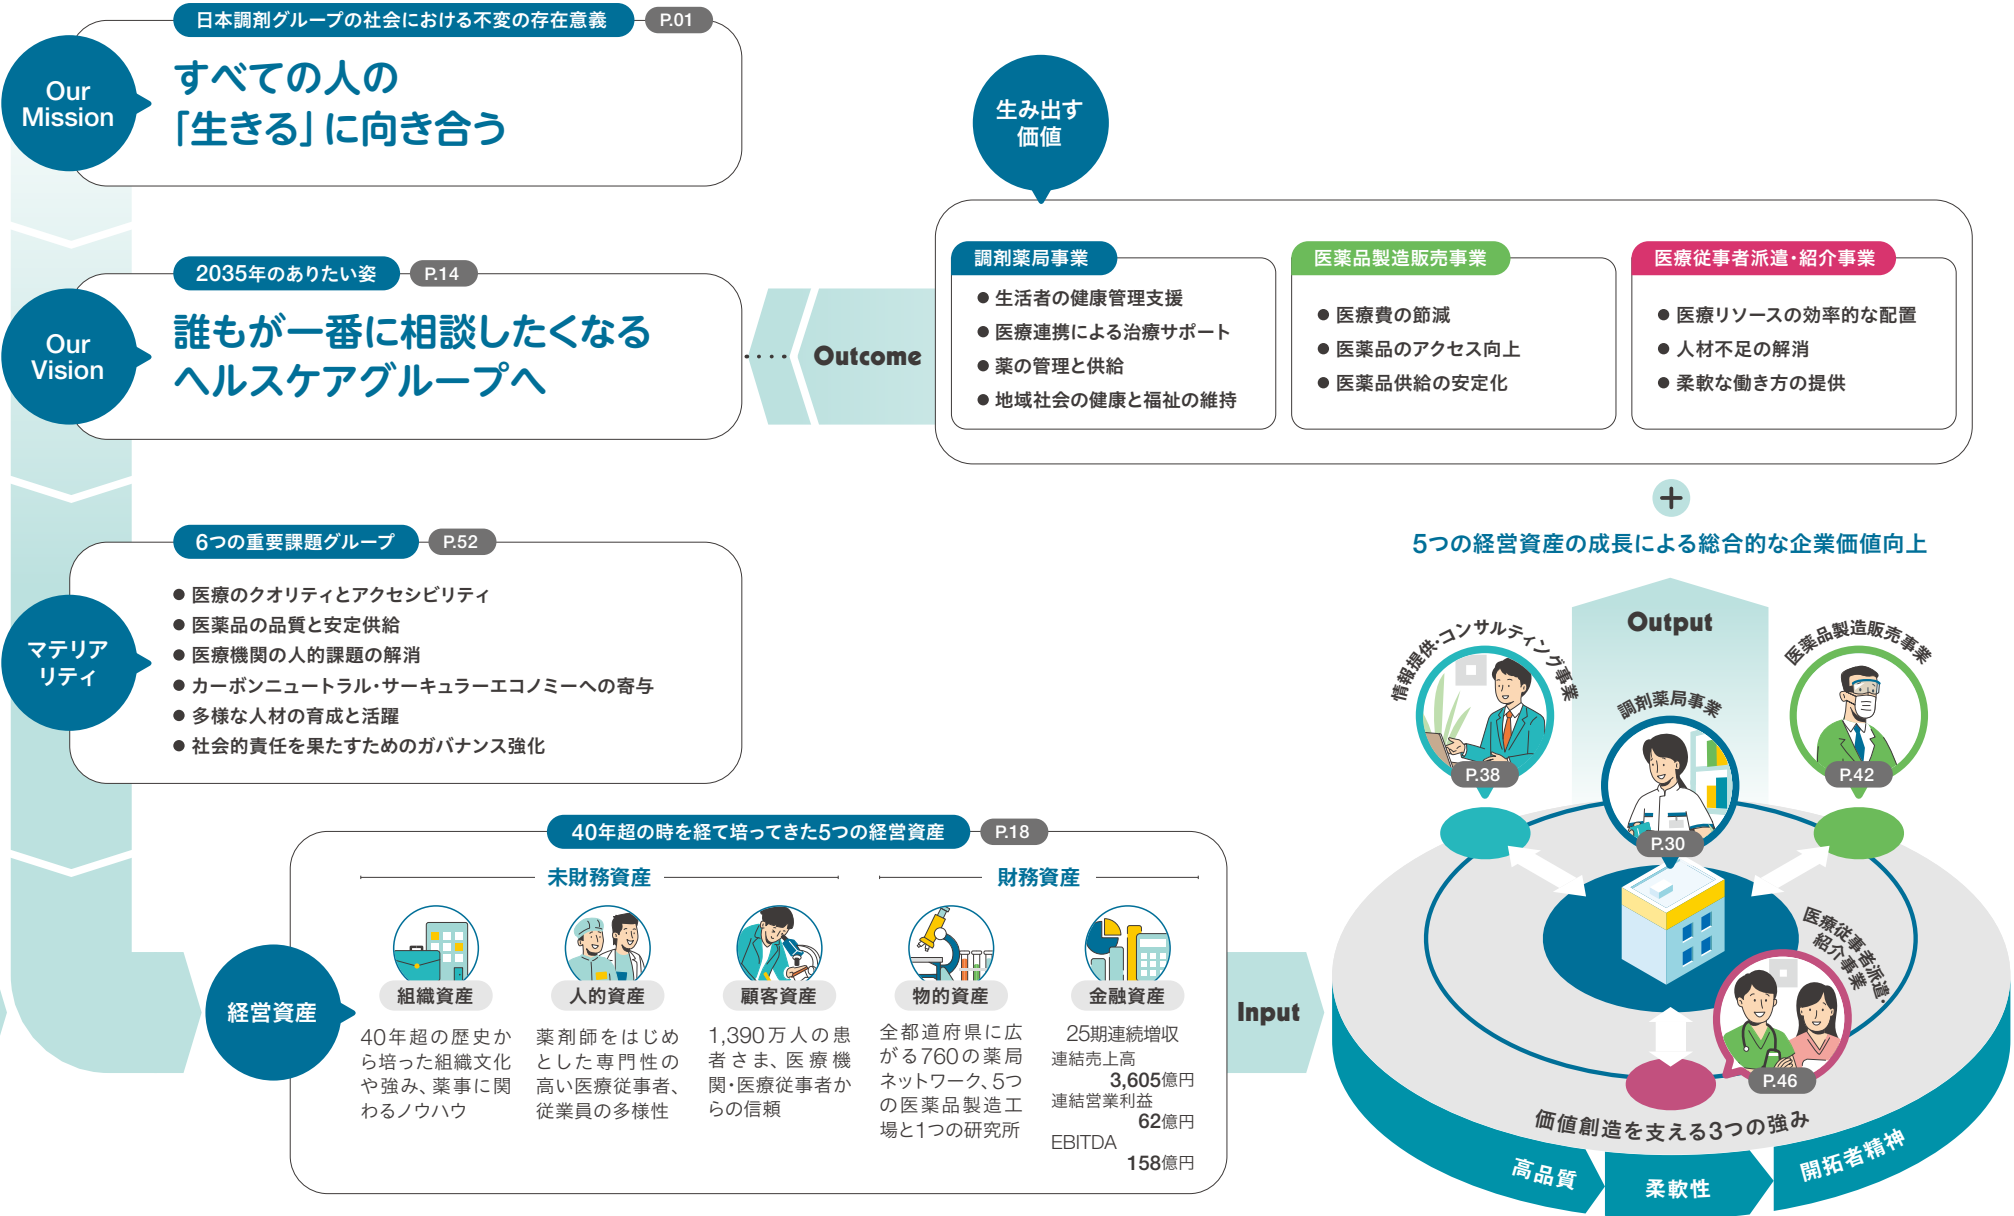 日本調剤グループの社会における不変の存在意義
P.01
Our
Mission
すべての人の
「生きる」に向き合う
2035年のありたい姿
P.14
Our
Vision
誰もが一番に相談したくなる
ヘルスケアグループへ
6つの重要課題グループ
P.52
マテリア
リティ
● 医療のクオリティとアクセシビリティ
● 医薬品の品質と安定供給
● 医療機関の人的課題の解消
● カーボンニュートラル・サーキュラーエコノミーへの寄与
● 多様な人材の育成と活躍
● 社会的責任を果たすためのガバナンス強化
40年超の時を経て培ってきた5つの経営資産
P.18
経営資産
未財務資産
財務資産
組織資産
40年超の歴史か
ら培った組織文化
や強み、薬事に関
わるノウハウ
人的資産
薬剤師をはじめ
とした専門性の
高い医療従事者、
従業員の多様性
顧客資産
1,390万人の患
者さま、医療機
関・医療従事者か
らの信頼
物的資産
全都道府県に広
がる760の薬局
ネットワーク、5つ
の医薬品製造工
場と1つの研究所
金融資産
25期連続増収
連結売上高
3,605億円
連結営業利益
62億円
EBITDA
158億円
Input
生み出す
価値
調剤薬局事業
● 生活者の健康管理支援
● 医療連携による治療サポート
● 薬の管理と供給
● 地域社会の健康と福祉の維持
医薬品製造販売事業
● 医療費の節減
● 医薬品のアクセス向上
● 医薬品供給の安定化
医療従事者派遣・紹介事業
● 医療リソースの効率的な配置
● 人材不足の解消
● 柔軟な働き方の提供
Outcome
+
5つの経営資産の成長による総合的な企業価値向上
Output
情報提供・コンサルティング事業
P.38
調剤薬局事業
P.30
医薬品製造販売事業
P.42
医療従事者派遣・
紹介事業
P.46
価値創造を支える3つの強み
高品質
柔軟性
開拓者精神